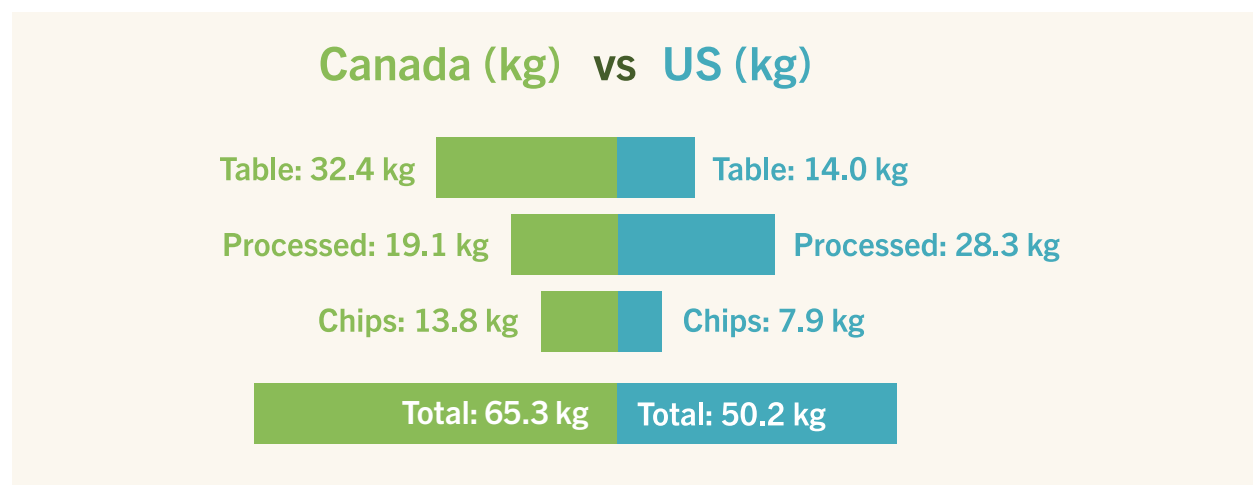 Canada (kg) vs US (kg)
Table: 32.4 kg Table: 14.0 kg
Processed: 19.1 kg Processed: 28.3 kg
Chips: 13.8 kg Chips: 7.9 kg
Total: 65.3 kg Total: 50.2 kg